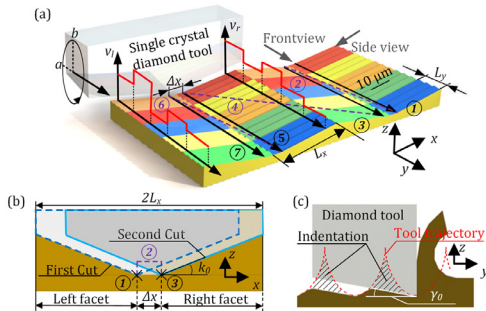 (a)
b
a
v_l
Single crystal
diamond tool
v_r
Δx
Frontview
Side view
10 μm
L_y
L_x
⑥
④
②
⑦
⑤
③
①
z
x
y
(b)
2L_x
Second Cut
②
First Cut
①
③
k_0
z
x
Left facet
Δx
Right facet
(c)
Diamond tool
Indentation
Tool trajectory
z
y
γ_0